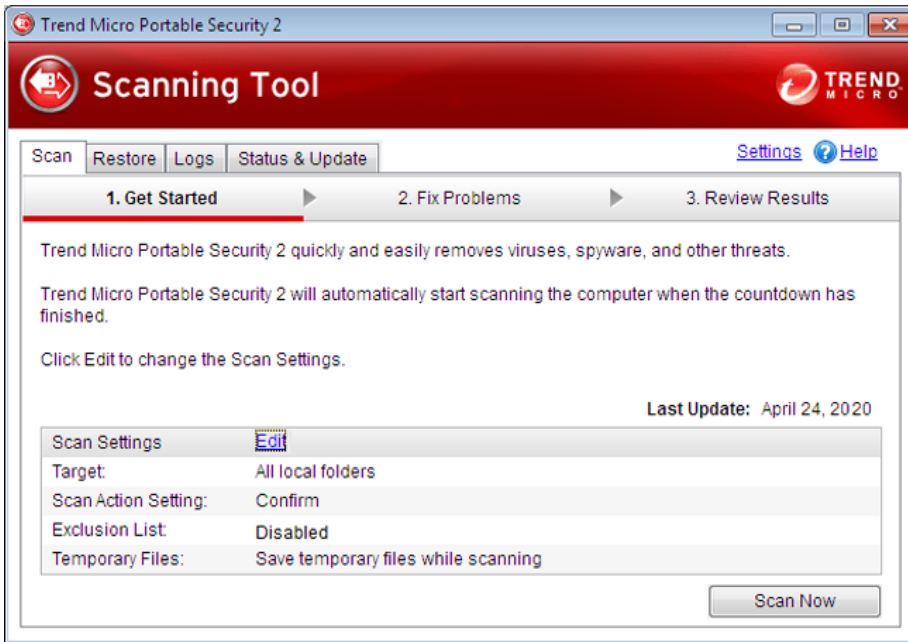 Trend Micro Portable Security 2
Scanning Tool
TREND
MICRO
Scan Restore Logs Status & Update Settings Help
1. Get Started 2. Fix Problems 3. Review Results
Trend Micro Portable Security 2 quickly and easily removes viruses, spyware, and other threats.
Trend Micro Portable Security 2 will automatically start scanning the computer when the countdown has
finished.
Click Edit to change the Scan Settings.
Last Update: April 24, 2020
Scan Settings Edit
Target: All local folders
Scan Action Setting: Confirm
Exclusion List: Disabled
Temporary Files: Save temporary files while scanning
Scan Now